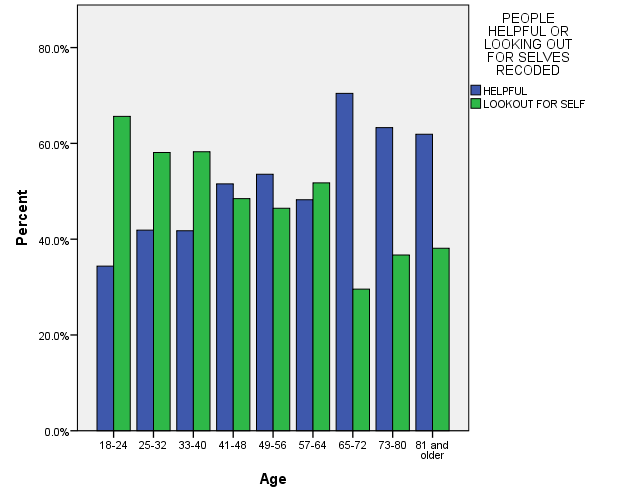 PEOPLE
HELPFUL OR
LOOKING OUT
FOR SELVES
RECODED
HELPFUL
LOOKOUT FOR SELF
80.0%
60.0%
40.0%
20.0%
0.0%
Percent
18-24 25-32 33-40 41-48 49-56 57-64 65-72 73-80 81 and
older
Age